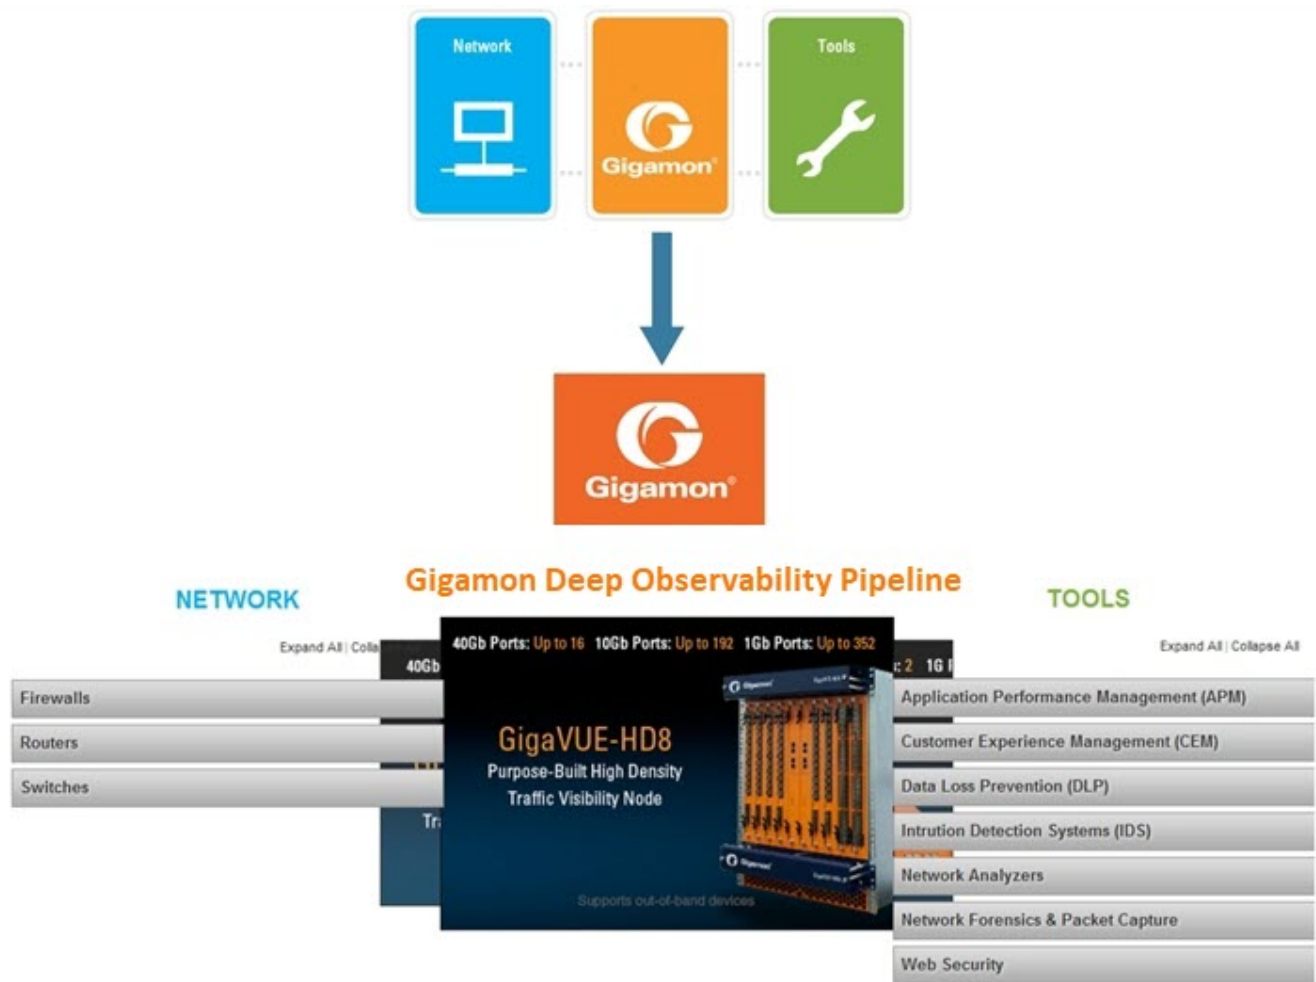 Network
Gigamon®
Tools
Gigamon®
Gigamon Deep Observability Pipeline
NETWORK
TOOLS
Expand All | Colla
Expand All | Collapse All
40Gb
40Gb Ports: Up to 16 10Gb Ports: Up to 192 1Gb Ports: Up to 352
: 2 1G
Firewalls
Routers
Switches
GigaVUE-HD8
Purpose-Built High Density
Traffic Visibility Node
Tra
Gigamon
Gigamon
Supports out-of-band devices
Application Performance Management (APM)
Customer Experience Management (CEM)
Data Loss Prevention (DLP)
Intrution Detection Systems (IDS)
Network Analyzers
Network Forensics & Packet Capture
Web Security